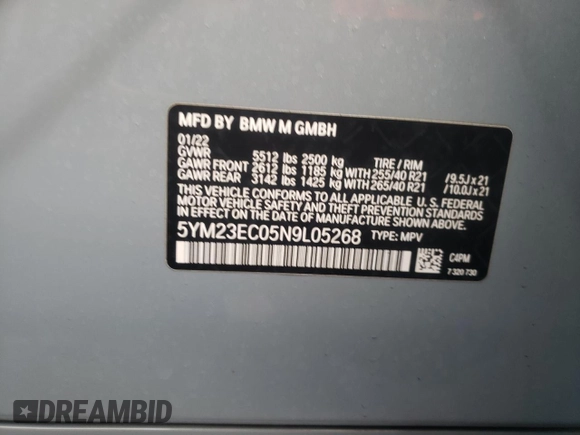 MFD BY BMW M GMBH
01/22
GVWR 5512 lbs 2500 kg TIRE / RIM
GAWR FRONT 2612 lbs 1185 kg with 255/40 R21 / 9.5J x 21
GAWR REAR 3142 lbs 1425 kg with 265/40 R21 / 10.0J x 21
THIS VEHICLE CONFORMS TO ALL APPLICABLE U. S. FEDERAL
MOTOR VEHICLE SAFETY AND THEFT PREVENTION STANDARDS
IN EFFECT ON THE DATE OF MANUFACTURE SHOWN ABOVE.
5YM23EC05N9L05268 TYPE: MPV
C4PM
7 320 730
DREAMBID